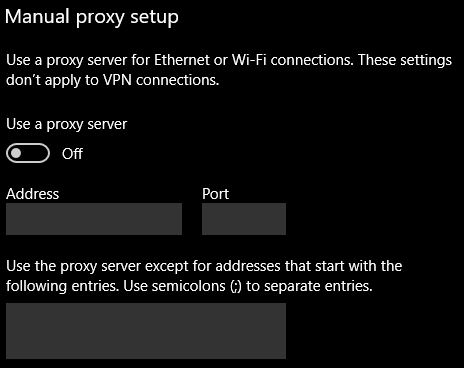 Manual proxy setup
Use a proxy server for Ethernet or Wi-Fi connections. These settings
don't apply to VPN connections.
Use a proxy server
Off
Address Port
Use the proxy server except for addresses that start with the
following entries. Use semicolons (;) to separate entries.